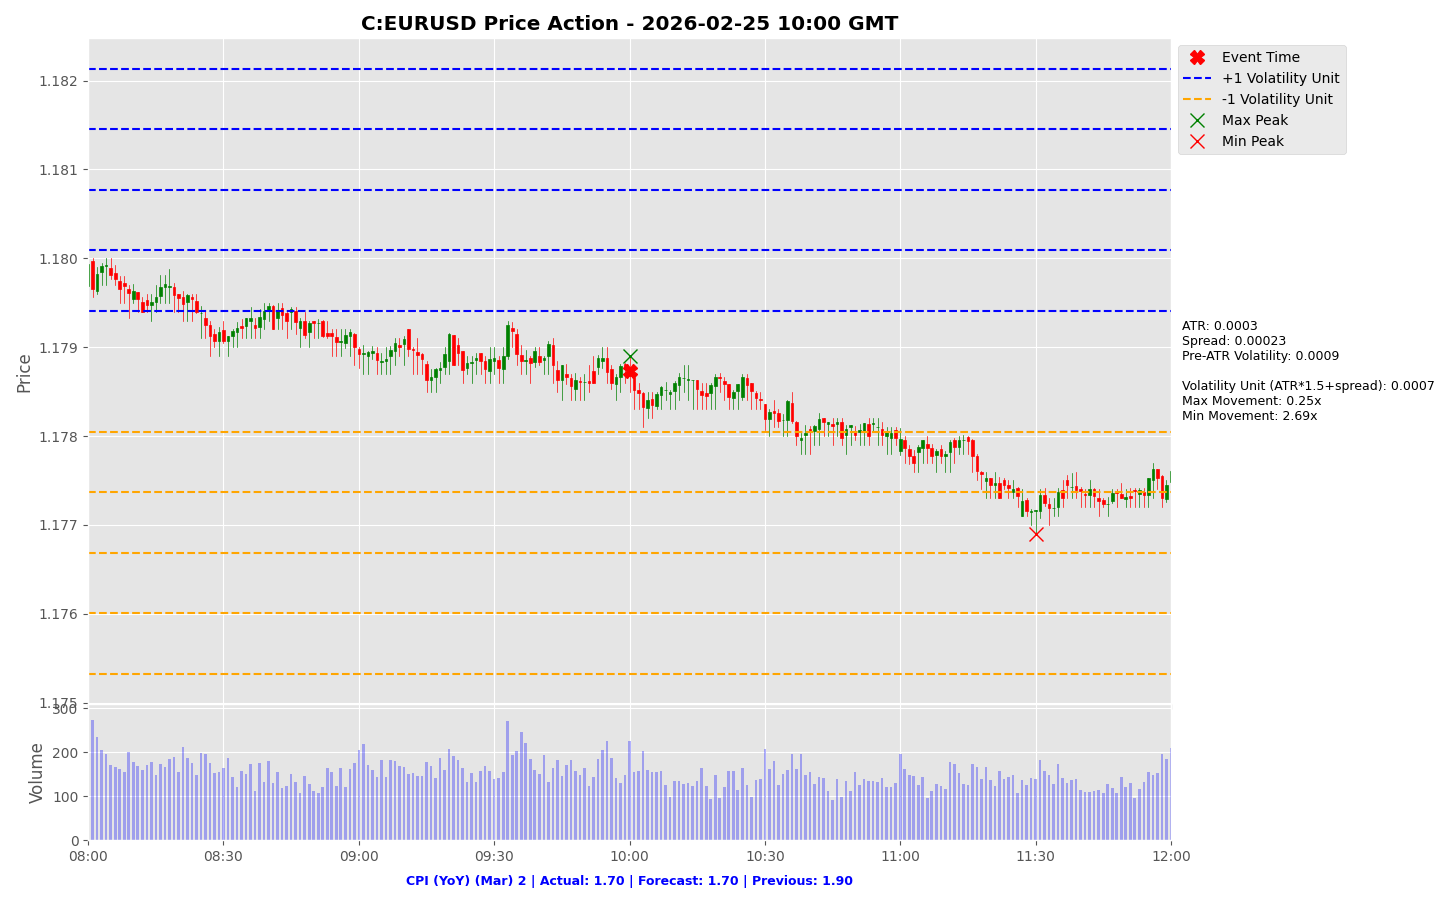 C:EURUSD Price Action - 2026-02-25 10:00 GMT
Event Time
+1 Volatility Unit
-1 Volatility Unit
Max Peak
Min Peak
Price
1.182
1.181
1.180
1.179
1.178
1.177
1.176
1.175
ATR: 0.0003
Spread: 0.00023
Pre-ATR Volatility: 0.0009
Volatility Unit (ATR*1.5+spread): 0.0007
Max Movement: 0.25x
Min Movement: 2.69x
Volume
300
200
100
0
08:00 08:30 09:00 09:30 10:00 10:30 11:00 11:30 12:00
CPI (YoY) (Mar) 2 | Actual: 1.70 | Forecast: 1.70 | Previous: 1.90